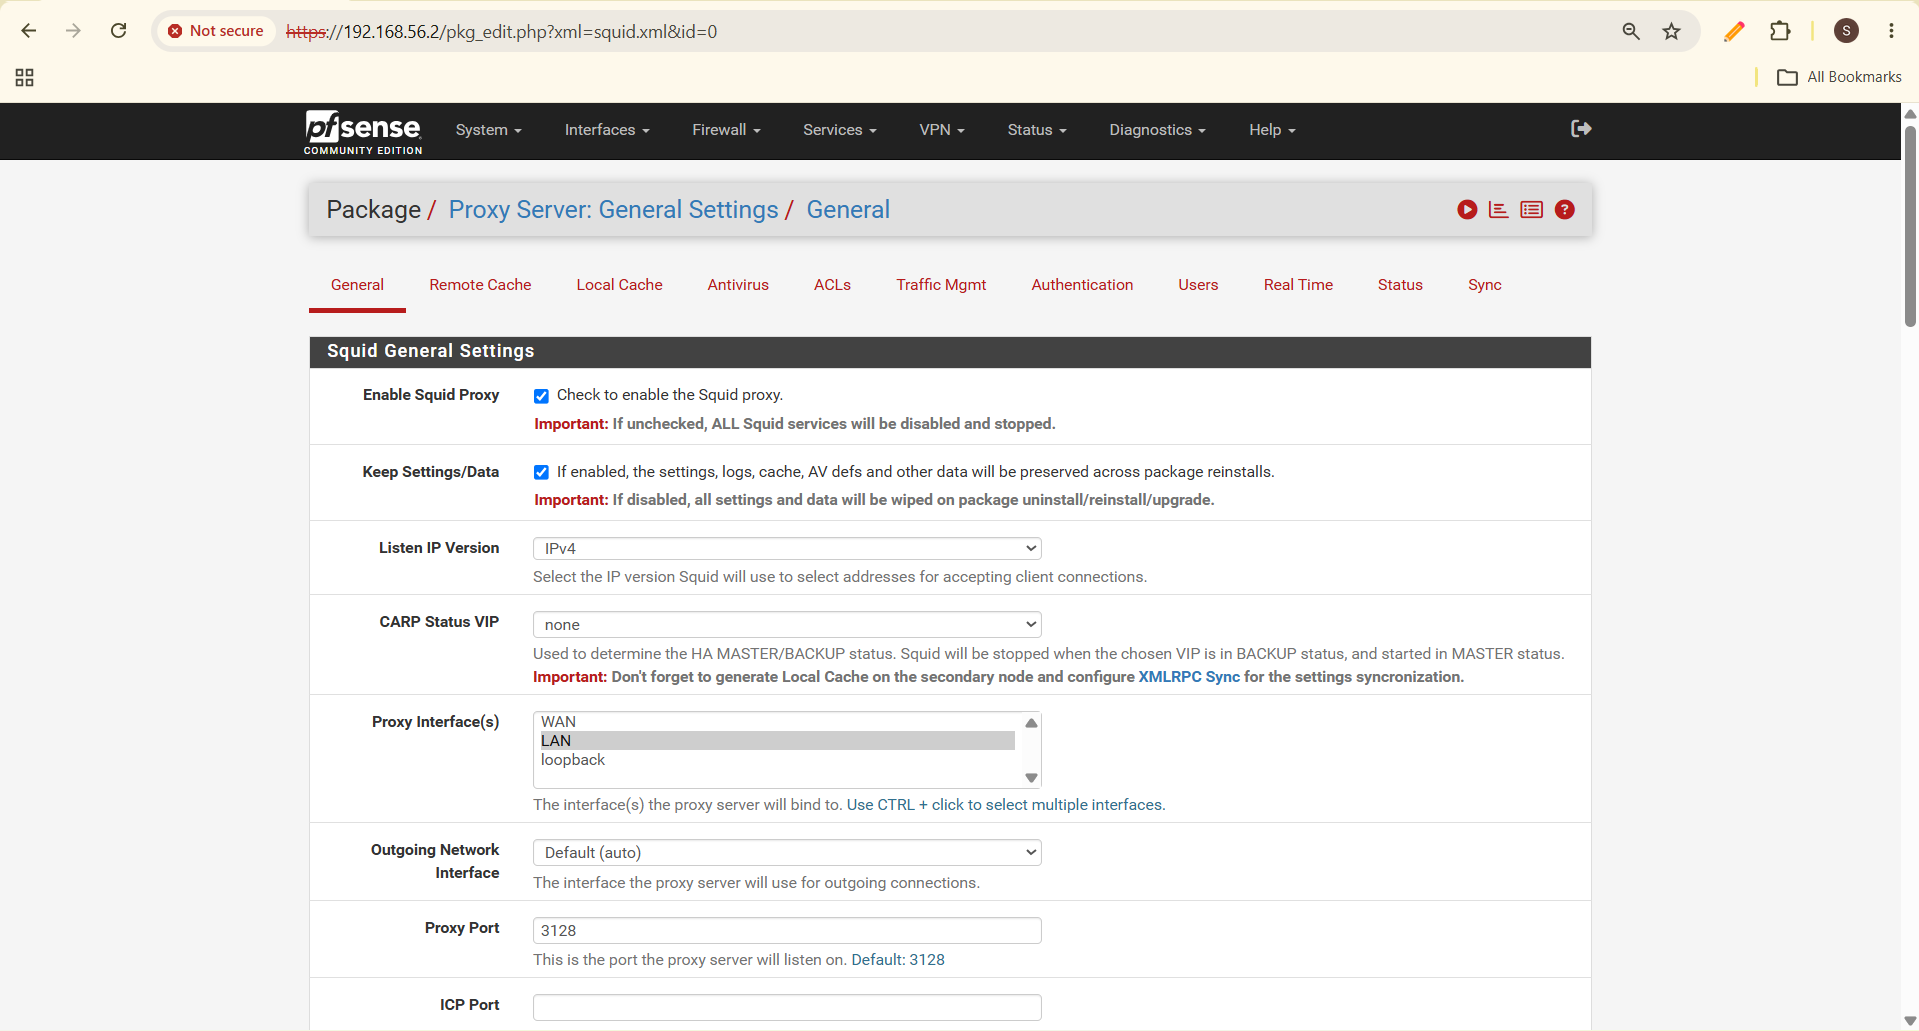 Not secure https://192.168.56.2/pkg_edit.php?xml=squid.xml&id=0 S
All Bookmarks
pfsense COMMUNITY EDITION System Interfaces Firewall Services VPN Status Diagnostics Help
Package / Proxy Server: General Settings / General ?
General Remote Cache Local Cache Antivirus ACLs Traffic Mgmt Authentication Users Real Time Status Sync
Squid General Settings
Enable Squid Proxy Check to enable the Squid proxy.
Important: If unchecked, ALL Squid services will be disabled and stopped.
Keep Settings/Data If enabled, the settings, logs, cache, AV defs and other data will be preserved across package reinstalls.
Important: If disabled, all settings and data will be wiped on package uninstall/reinstall/upgrade.
Listen IP Version IPv4
Select the IP version Squid will use to select addresses for accepting client connections.
CARP Status VIP none
Used to determine the HA MASTER/BACKUP status. Squid will be stopped when the chosen VIP is in BACKUP status, and started in MASTER status.
Important: Don't forget to generate Local Cache on the secondary node and configure XMLRPC Sync for the settings syncronization.
Proxy Interface(s) WAN
LAN
loopback
The interface(s) the proxy server will bind to. Use CTRL + click to select multiple interfaces.
Outgoing Network Interface Default (auto)
The interface the proxy server will use for outgoing connections.
Proxy Port 3128
This is the port the proxy server will listen on. Default: 3128
ICP Port